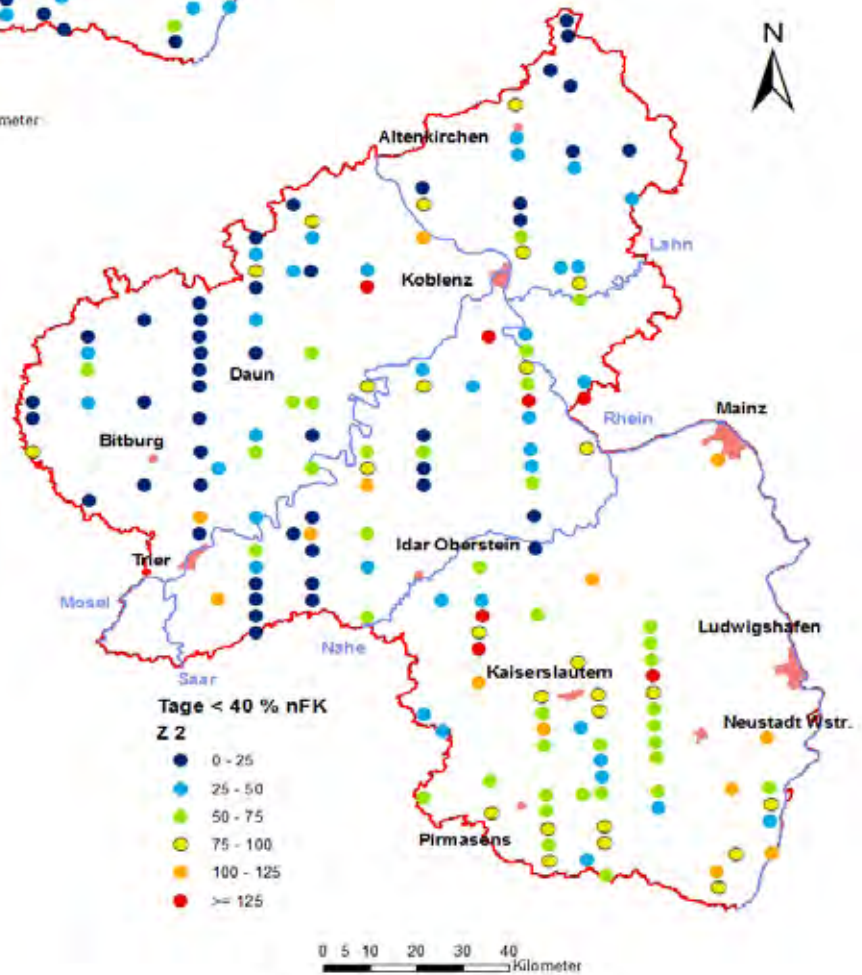 meter
N
Altenkirchen
Lahn
Koblenz
Daun
Rhein
Mainz
Bitburg
Idar Oberstein
Trier
Mosel
Nahe
Saar
Ludwigshafen
Kaiserslautern
Neustadt Wstr.
Pirmasens
Tage < 40 % nFK
Z 2
0 - 25
25 - 50
50 - 75
75 - 100
100 - 125
>= 125
0 5 10 20 30 40
Kilometer